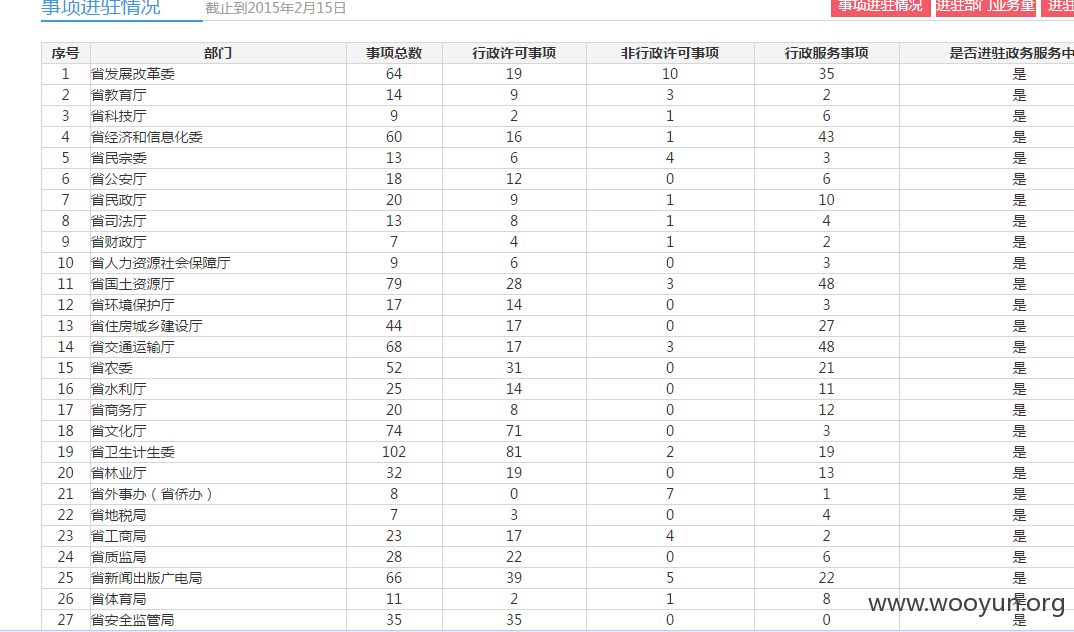 事项进驻情况 截止到2015年2月15日 事项进驻情况 进驻部门业务量 进驻
序号 部门 事项总数 行政许可事项 非行政许可事项 行政服务事项 是否进驻政务服务中
1 省发展改革委 64 19 10 35 是
2 省教育厅 14 9 3 2 是
3 省科技厅 9 2 1 6 是
4 省经济和信息化委 60 16 1 43 是
5 省民宗委 13 6 4 3 是
6 省公安厅 18 12 0 6 是
7 省民政厅 20 9 1 10 是
8 省司法厅 13 8 1 4 是
9 省财政厅 7 4 1 2 是
10 省人力资源社会保障厅 9 6 0 3 是
11 省国土资源厅 79 28 3 48 是
12 省环境保护厅 17 14 0 3 是
13 省住房城乡建设厅 44 17 0 27 是
14 省交通运输厅 68 17 3 48 是
15 省农委 52 31 0 21 是
16 省水利厅 25 14 0 11 是
17 省商务厅 20 8 0 12 是
18 省文化厅 74 71 0 3 是
19 省卫生计生委 102 81 2 19 是
20 省林业厅 32 19 0 13 是
21 省外事办（省侨办） 8 0 7 1 是
22 省地税局 7 3 0 4 是
23 省工商局 23 17 4 2 是
24 省质监局 28 22 0 6 是
25 省新闻出版广电局 66 39 5 22 是
26 省体育局 11 2 1 8 是
www.wooyun.org
27 省安全监管局 35 35 0 0 是